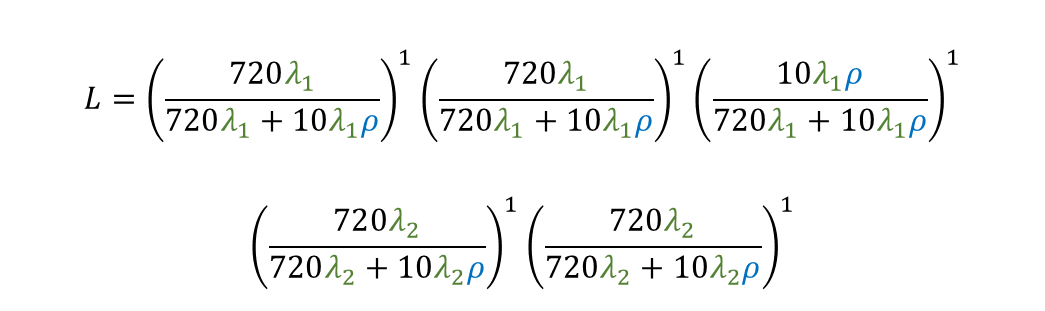 L = (720λ₁ / (720λ₁ + 10λ₁ρ))¹ (720λ₁ / (720λ₁ + 10λ₁ρ))¹ (10λ₁ρ / (720λ₁ + 10λ₁ρ))¹
(720λ₂ / (720λ₂ + 10λ₂ρ))¹ (720λ₂ / (720λ₂ + 10λ₂ρ))¹